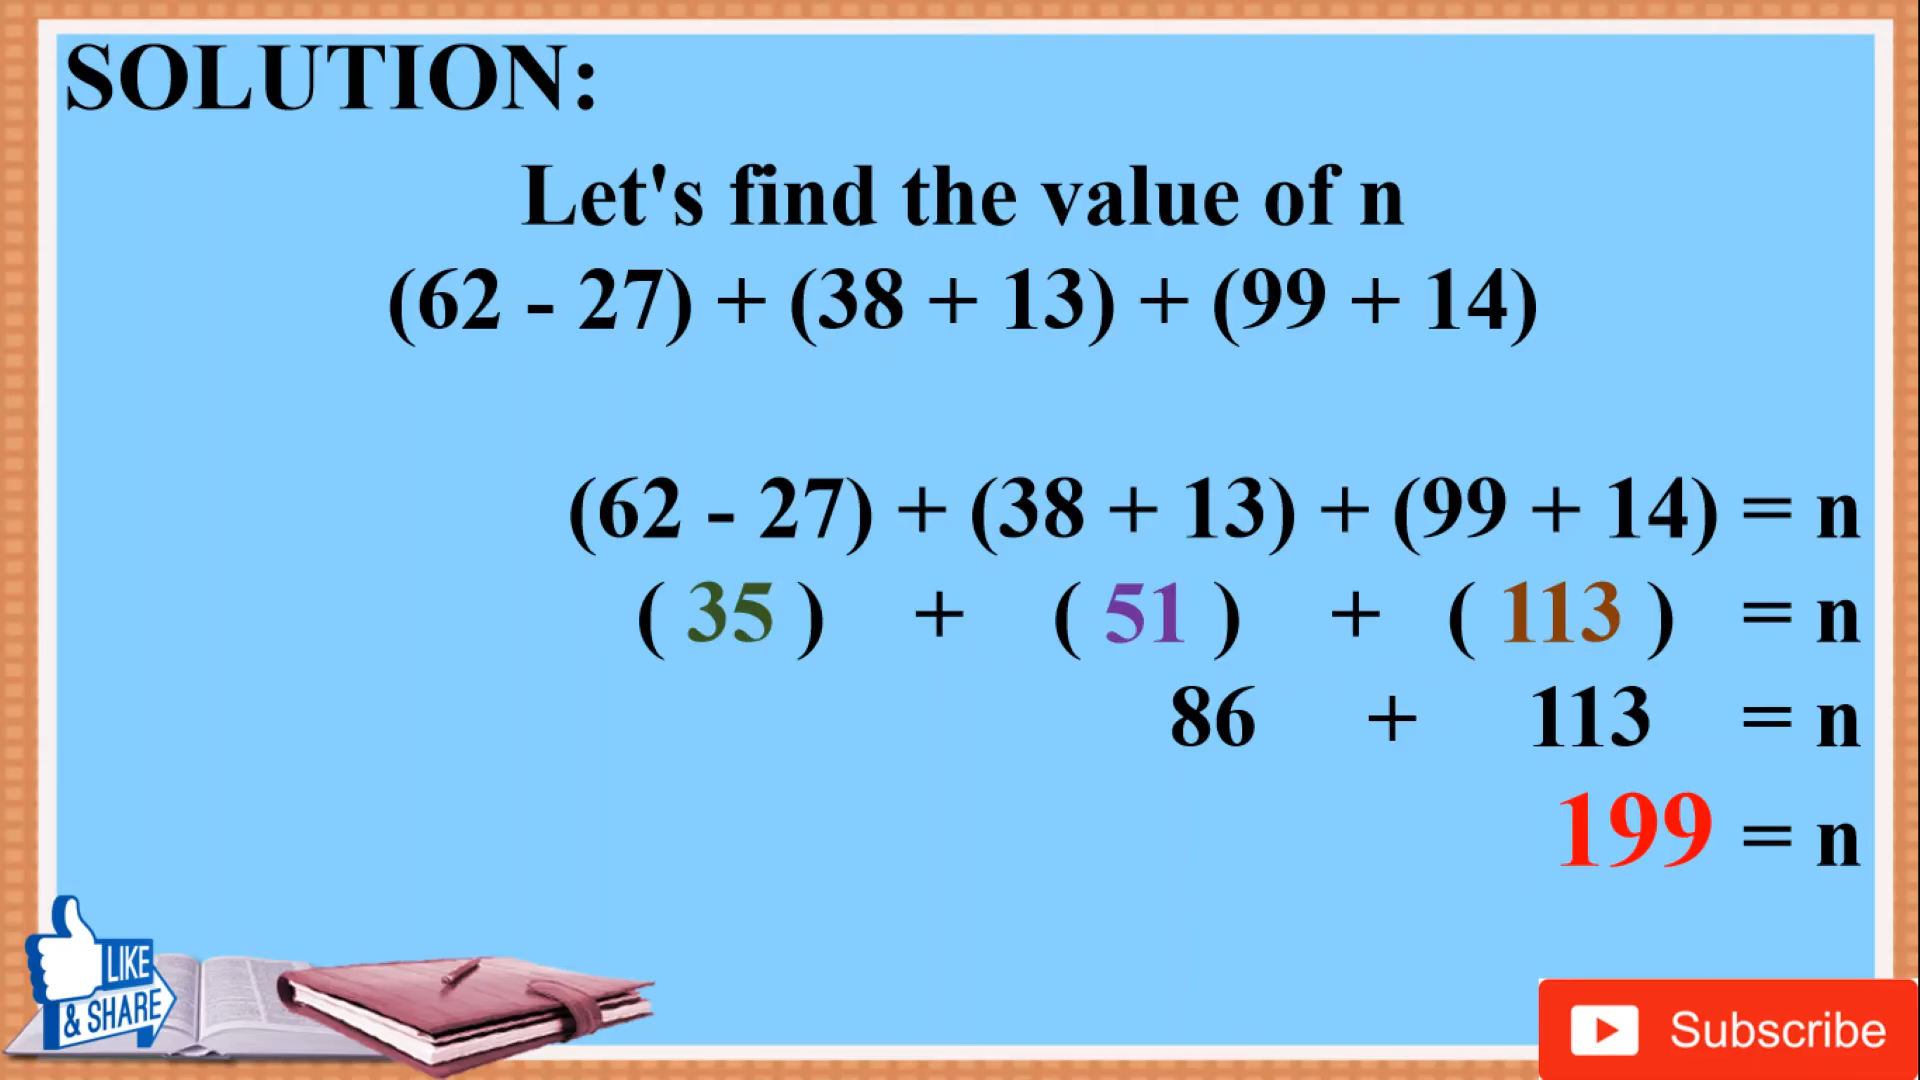 SOLUTION:
Let's find the value of n
(62 - 27) + (38 + 13) + (99 + 14)
(62 - 27) + (38 + 13) + (99 + 14) = n
( 35 ) + ( 51 ) + ( 113 ) = n
86 + 113 = n
199 = n
LIKE
& SHARE
Subscribe